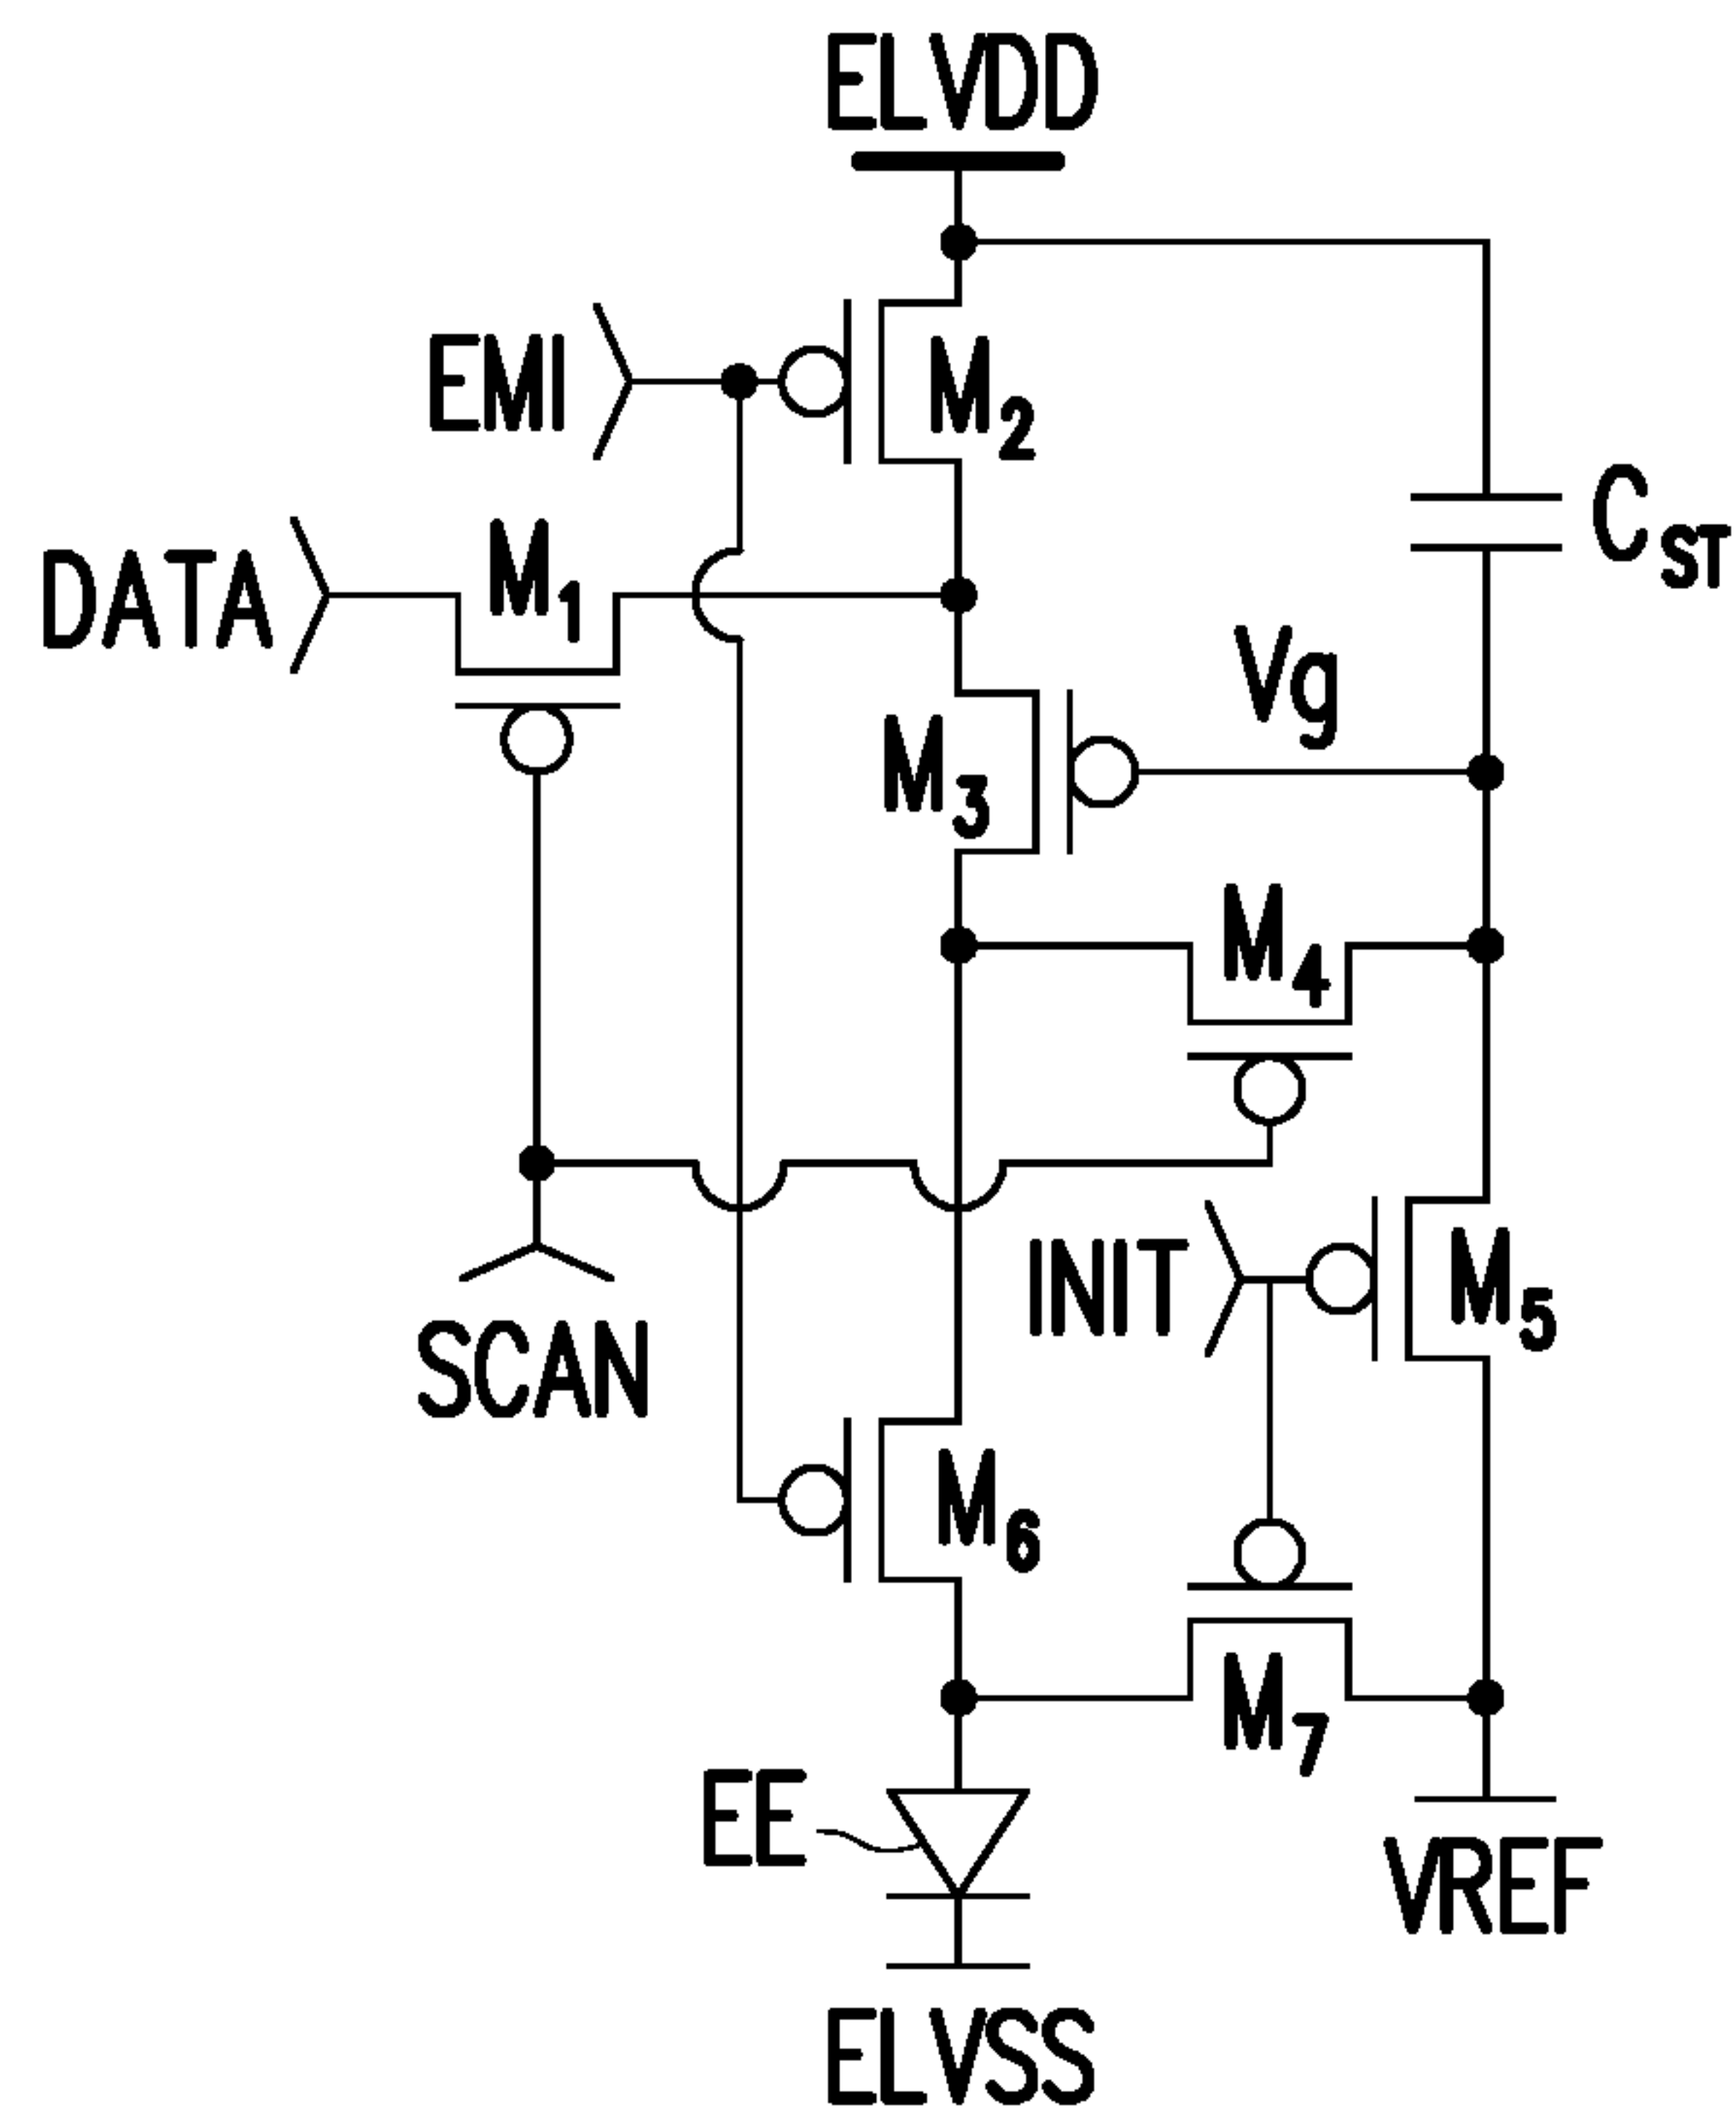 ELVDD
EMI
M2
CST
DATA
M1
Vg
M3
M4
INIT
M5
SCAN
M6
M7
EE
VREF
ELVSS